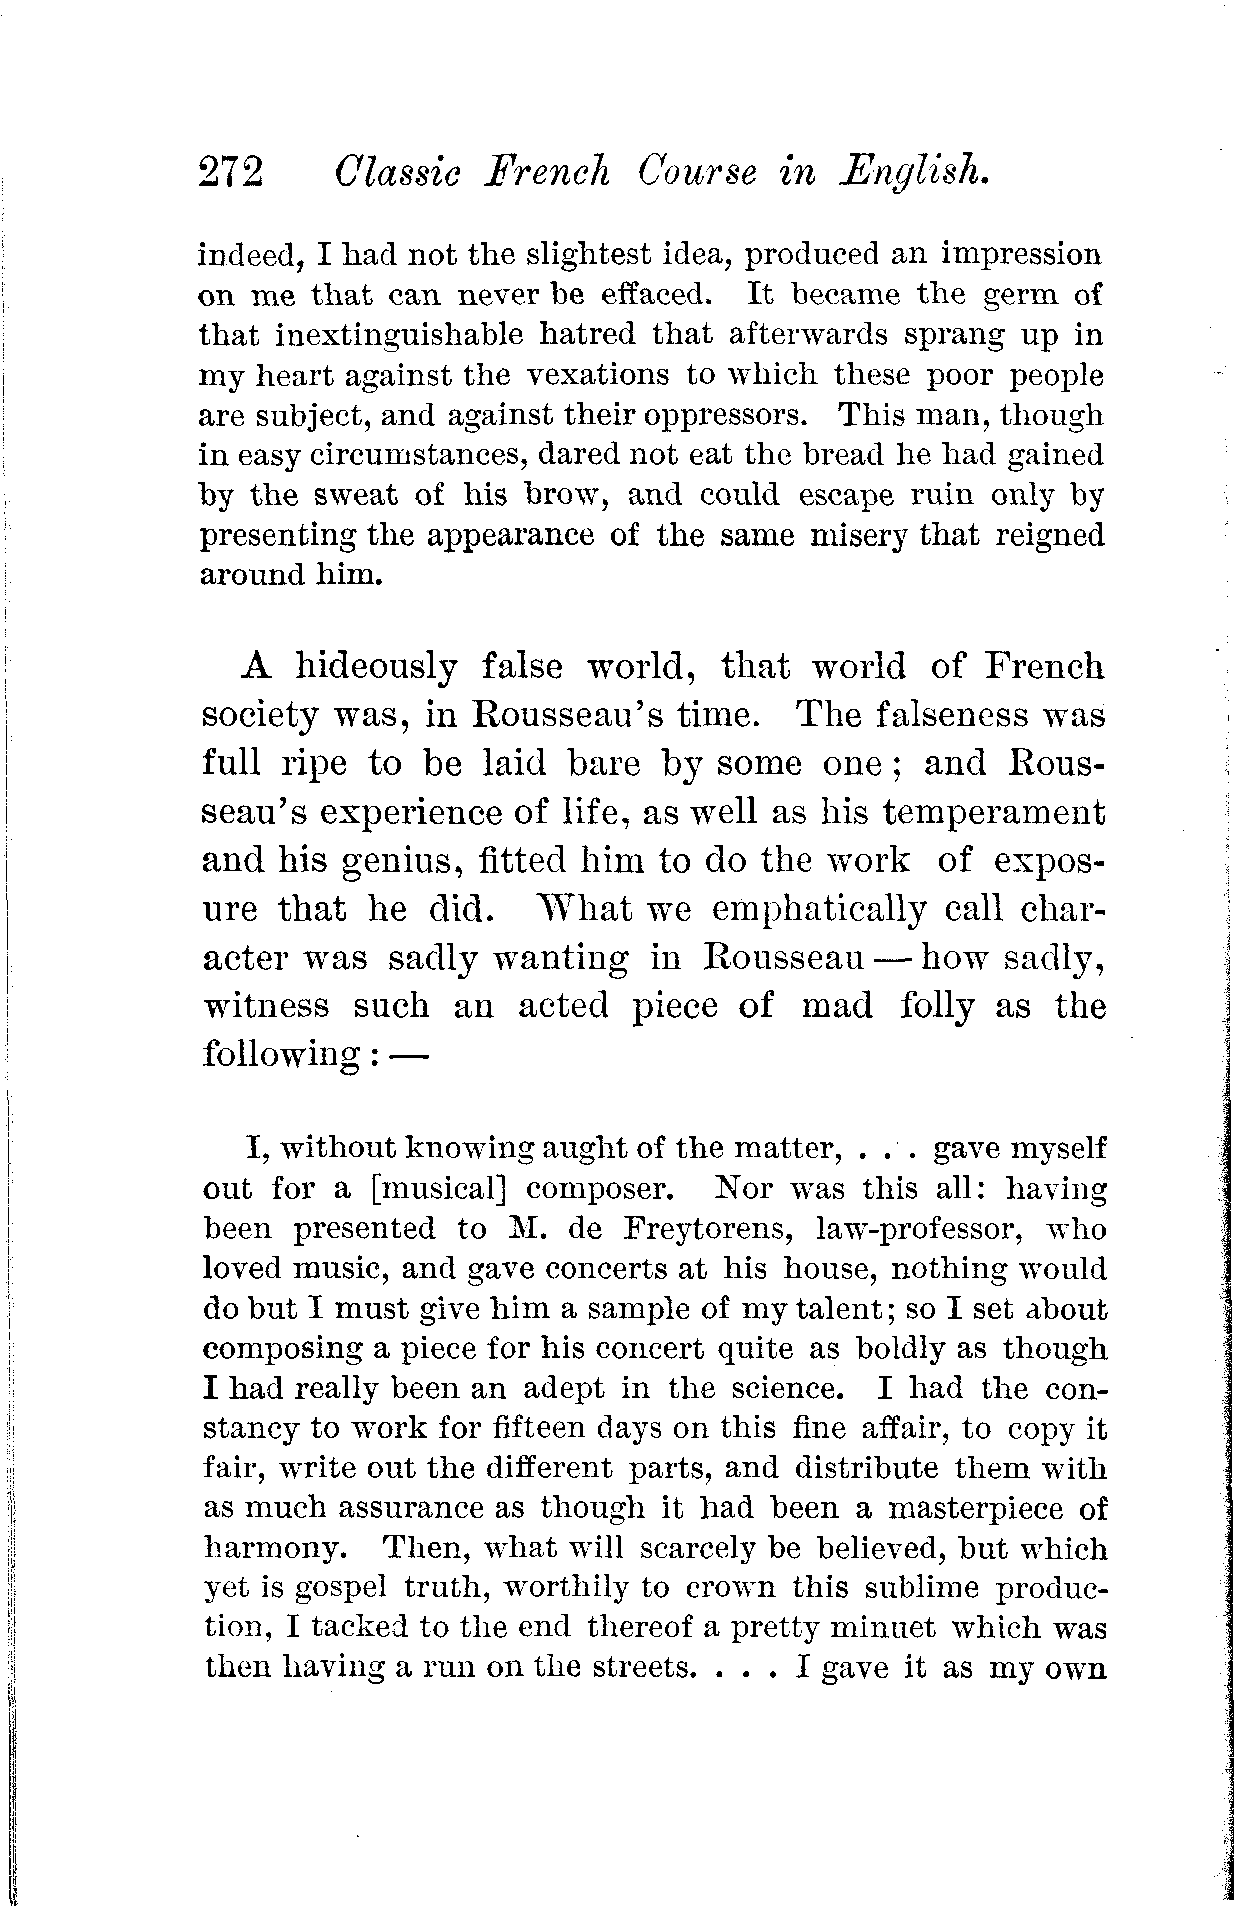 272 Classic French Course in English.
indeed, I had not the slightest idea, produced an impression
on me that can never be effaced. It became the germ of
that inextinguishable hatred that afterwards sprang up in
my heart against the vexations to which these poor people
are subject, and against their oppressors. This man, though
in easy circumstances, dared not eat the bread he had gained
by the sweat of his brow, and could escape ruin only by
presenting the appearance of the same misery that reigned
around him.
A hideously false world, that world of French
society was, in Rousseau's time. The falseness was
full ripe to be laid bare by some one; and Rous-
seau's experience of life, as well as his temperament
and his genius, fitted him to do the work of expos-
ure that he did. What we emphatically call char-
acter was sadly wanting in Rousseau — how sadly,
witness such an acted piece of mad folly as the
following: —
I, without knowing aught of the matter, . . . gave myself
out for a [musical] composer. Nor was this all: having
been presented to M. de Freytorens, law-professor, who
loved music, and gave concerts at his house, nothing would
do but I must give him a sample of my talent; so I set about
composing a piece for his concert quite as boldly as though
I had really been an adept in the science. I had the con-
stancy to work for fifteen days on this fine affair, to copy it
fair, write out the different parts, and distribute them with
as much assurance as though it had been a masterpiece of
harmony. Then, what will scarcely be believed, but which
yet is gospel truth, worthily to crown this sublime produc-
tion, I tacked to the end thereof a pretty minuet which was
then having a run on the streets. . . . I gave it as my own